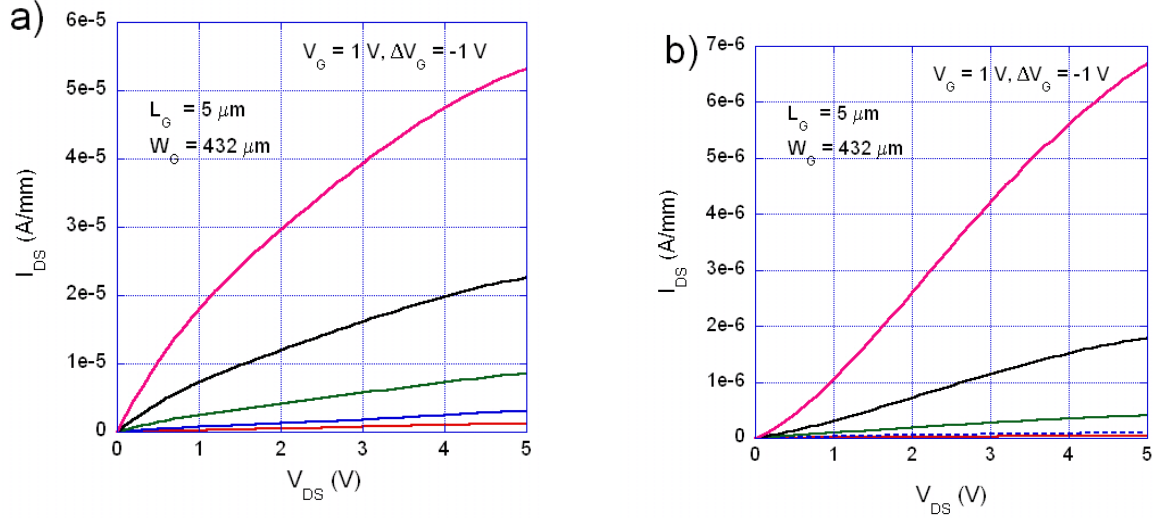 a)
6e-5
5e-5
4e-5
3e-5
2e-5
1e-5
0
I_DS (A/mm)
V_G = 1 V, ΔV_G = -1 V
L_G = 5 μm
W_G = 432 μm
0 1 2 3 4 5
V_DS (V)
b)
7e-6
6e-6
5e-6
4e-6
3e-6
2e-6
1e-6
0
I_DS (A/mm)
V_G = 1 V, ΔV_G = -1 V
L_G = 5 μm
W_G = 432 μm
0 1 2 3 4 5
V_DS (V)